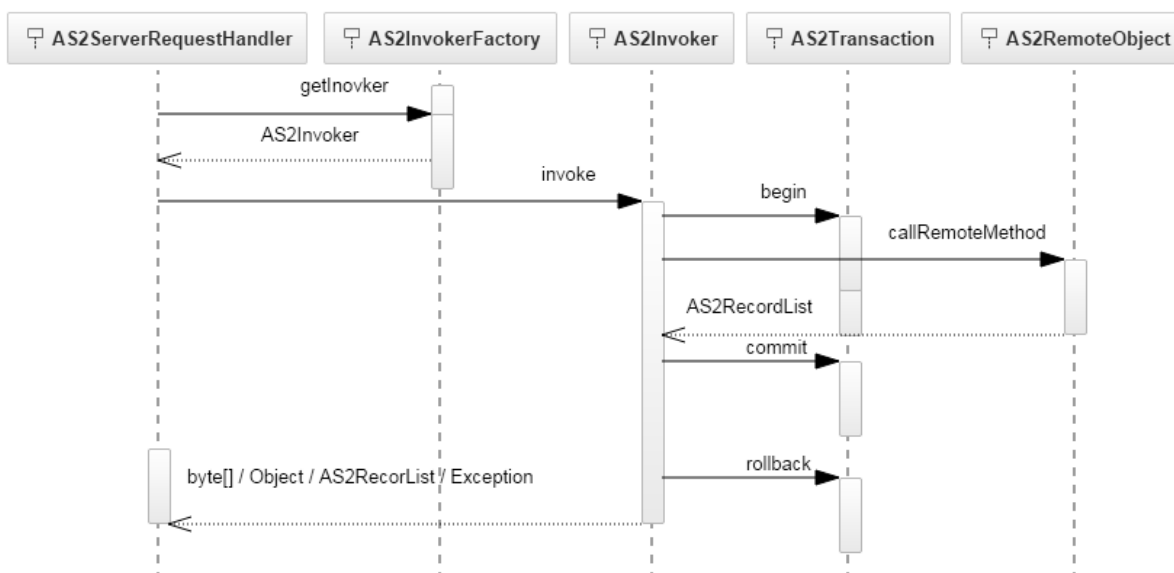 AS2ServerRequestHandler
AS2InvokerFactory
AS2Invoker
AS2Transaction
AS2RemoteObject
getInovker
AS2Invoker
invoke
begin
callRemoteMethod
AS2RecordList
commit
rollback
byte[] / Object / AS2RecorList / Exception